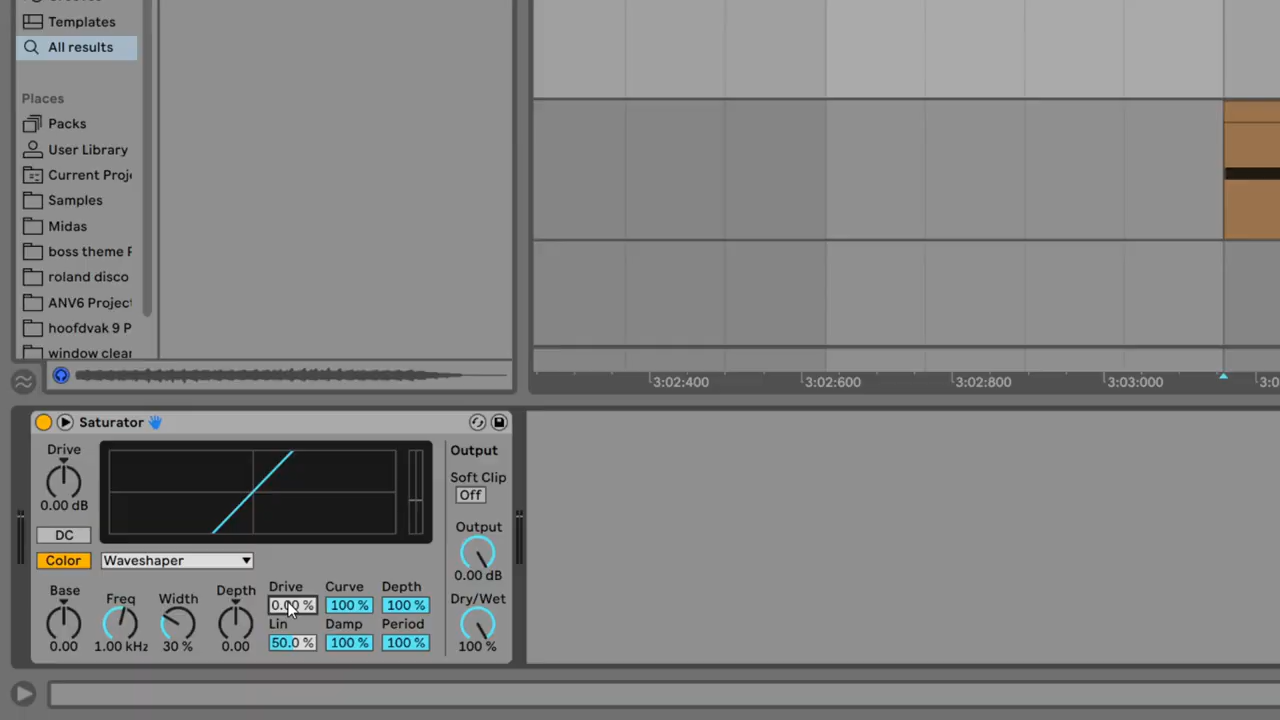 Templates
All results
Places
Packs
User Library
Current Proj
Samples
Midas
boss theme F
roland disco
ANV6 Project
hoofdvak 9 P
window clear
3:02:400
3:02:600
3:02:800
3:03:000
3:0
Saturator
Drive
0.00 dB
DC
Color
Waveshaper
Base
0.00
Freq
1.00 kHz
Width
30 %
Depth
0.00
Drive
Curve
Depth
0.00 %
100 %
100 %
Lin
Damp
Period
50.0 %
100 %
100 %
Output
Soft Clip
Off
Output
0.00 dB
Dry/Wet
100 %